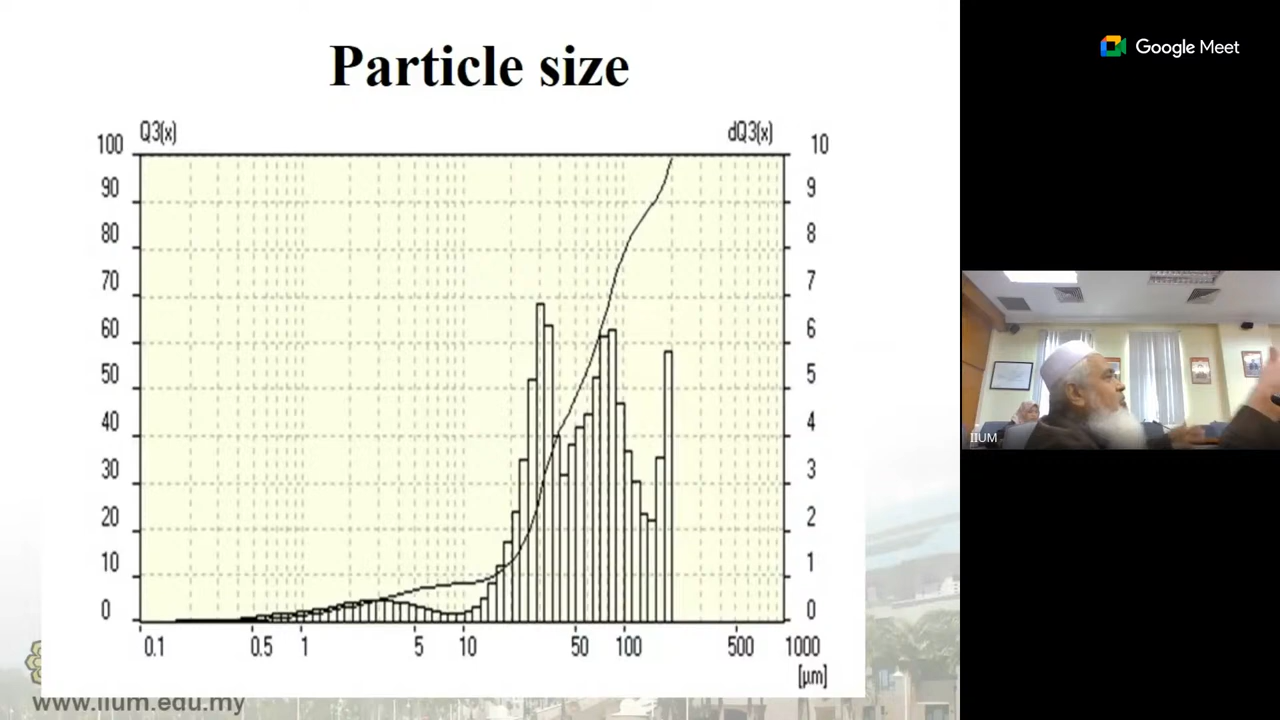 Particle size
Google Meet
Q3(x) dQ3(x)
100 10
90 9
80 8
70 7
60 6
50 5
40 4
30 3
20 2
10 1
0 0
0.1 0.5 1 5 10 50 100 500 1000
[µm]
IIUM
www.iium.edu.my